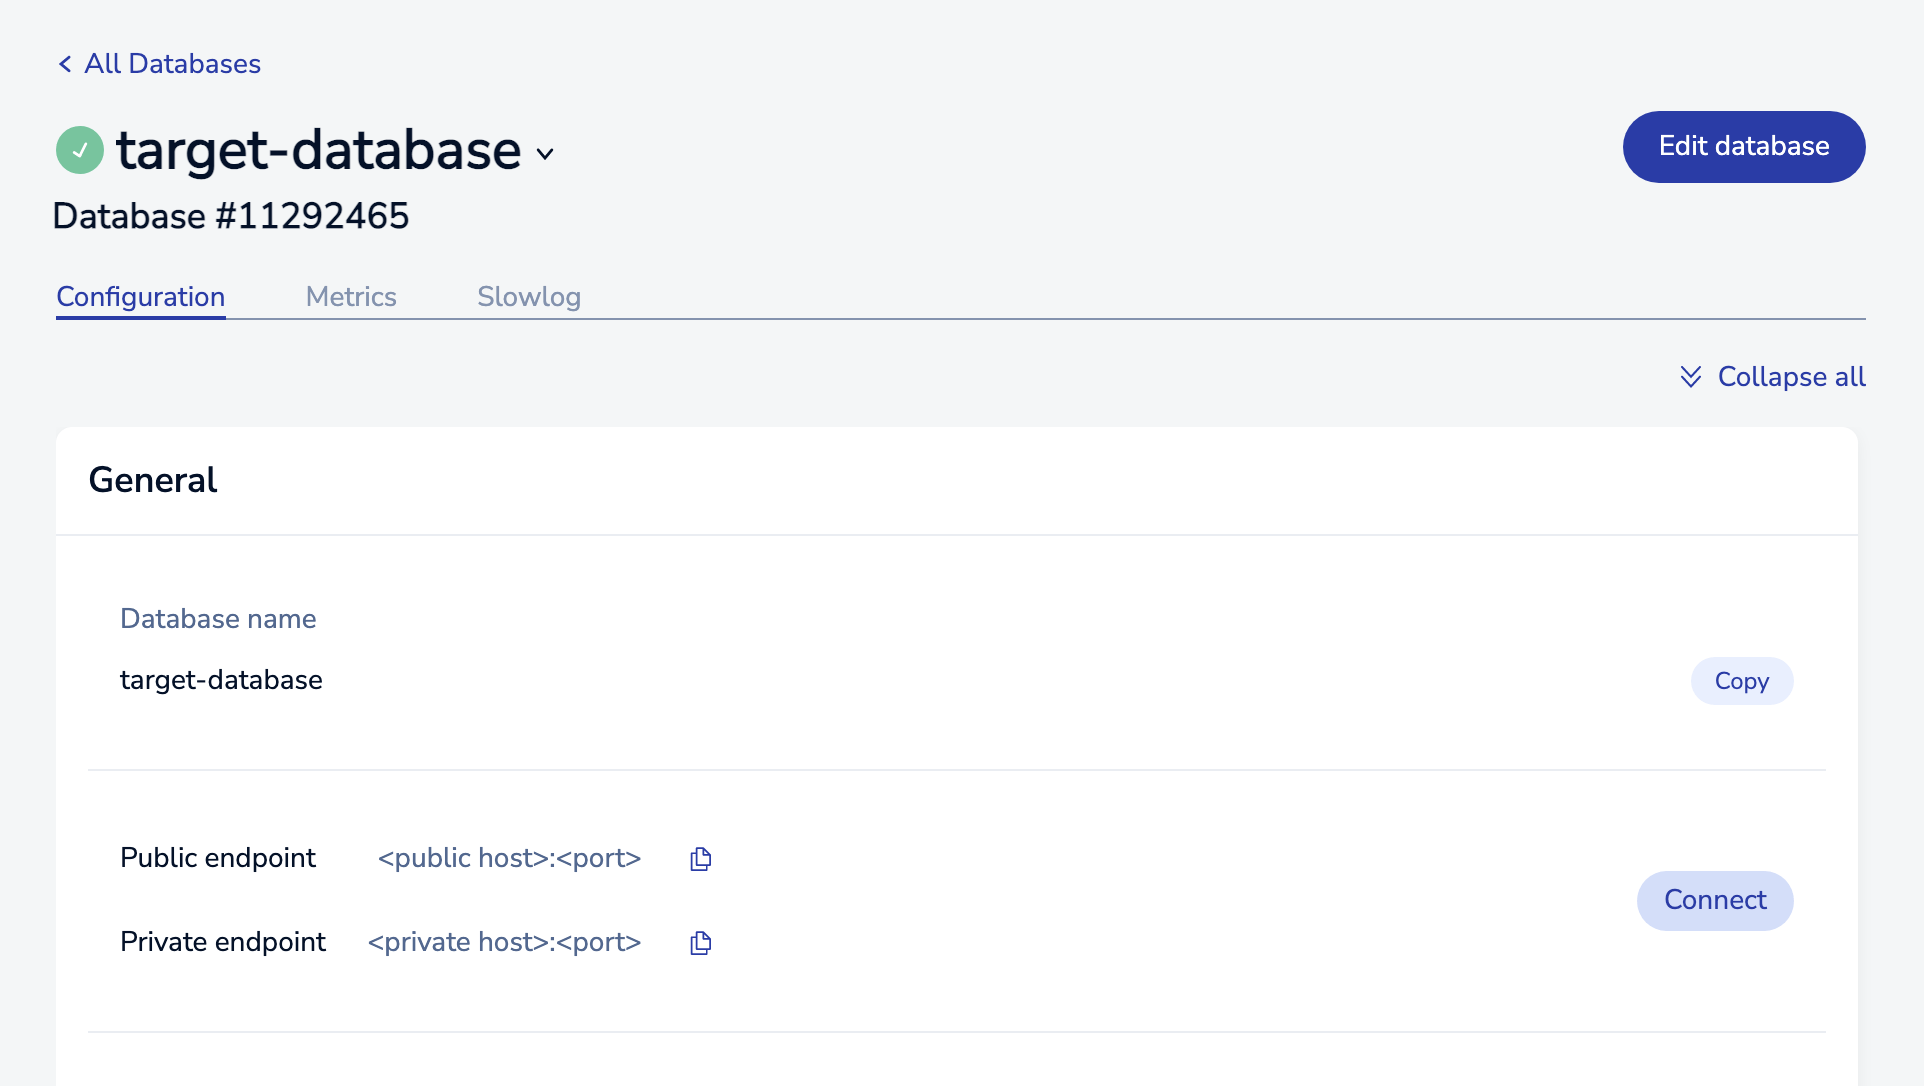 All Databases
target-database
Edit database
Database #11292465
Configuration Metrics Slowlog
Collapse all
General
Database name
target-database
Copy
Public endpoint <public host>:<port>
Connect
Private endpoint <private host>:<port>